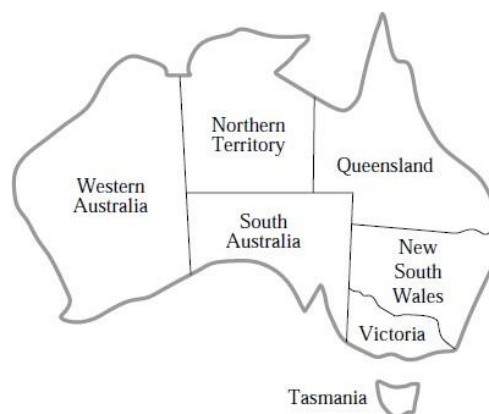 Northern
Territory
Queensland
Western
Australia
South
Australia
New
South
Wales
Victoria
Tasmania